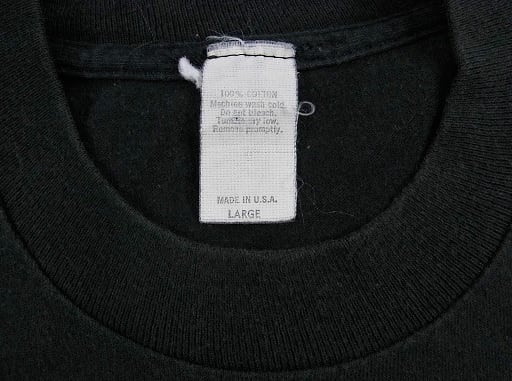 100% COTTON
Machine wash cold.
Do not bleach.
Tumble dry low.
Remove promptly.
MADE IN U.S.A.
LARGE